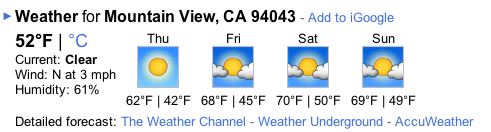 Weather for Mountain View, CA 94043 - Add to iGoogle
52°F | °C
Current: Clear
Wind: N at 3 mph
Humidity: 61%
Thu Fri Sat Sun
62°F | 42°F 68°F | 45°F 70°F | 50°F 69°F | 49°F
Detailed forecast: The Weather Channel - Weather Underground - AccuWeather